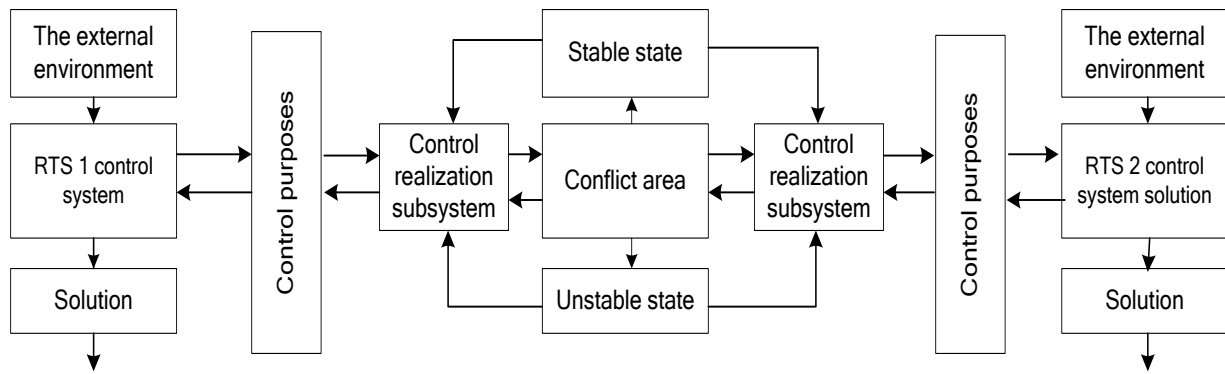 The external
environment
RTS 1 control
system
Solution
Control purposes
Control
realization
subsystem
Stable state
Conflict area
Unstable state
Control
realization
subsystem
Control purposes
The external
environment
RTS 2 control
system solution
Solution